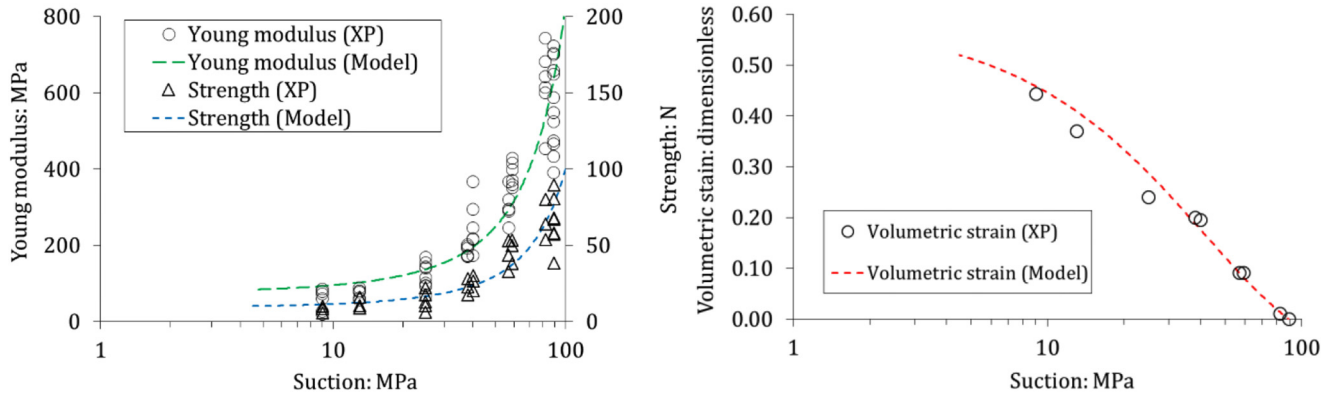 800
600
400
200
0
Young modulus: MPa
Young modulus (XP)
Young modulus (Model)
Strength (XP)
Strength (Model)
200
150
100
50
0
Strength: N
1
10
100
Suction: MPa
0.60
0.50
0.40
0.30
0.20
0.10
0.00
Volumetric stain: dimensionless
Volumetric strain (XP)
Volumetric strain (Model)
1
10
100
Suction: MPa